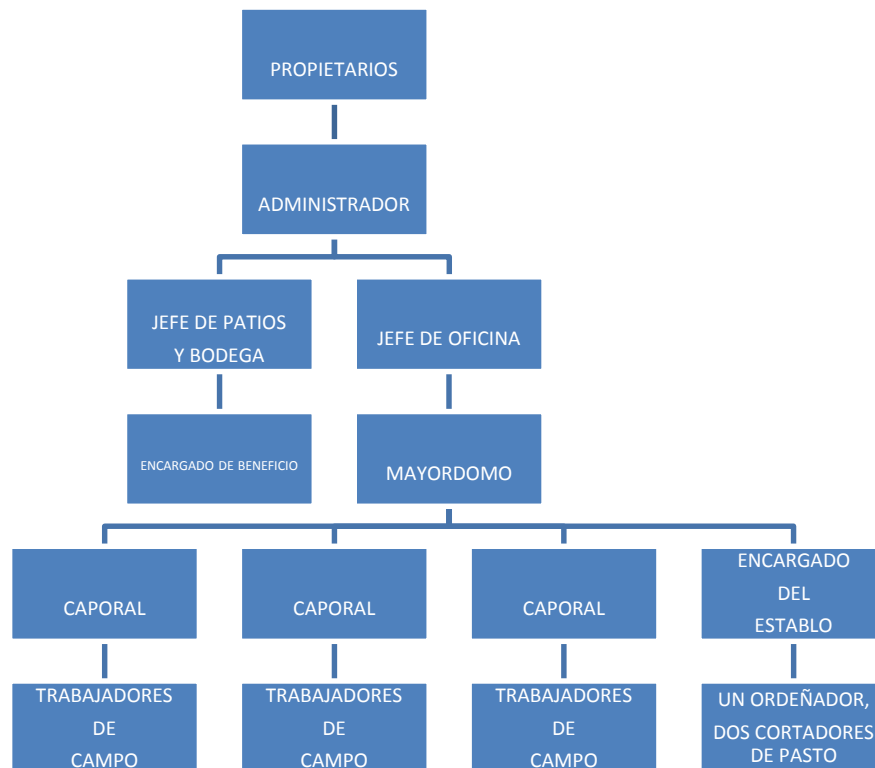 PROPIETARIOS
ADMINISTRADOR
JEFE DE PATIOS
Y BODEGA
JEFE DE OFICINA
ENCARGADO DE BENEFICIO
MAYORDOMO
CAPORAL
CAPORAL
CAPORAL
ENCARGADO
DEL
ESTABLO
TRABAJADORES
DE
CAMPO
TRABAJADORES
DE
CAMPO
TRABAJADORES
DE
CAMPO
UN ORDEÑADOR,
DOS CORTADORES
DE PASTO